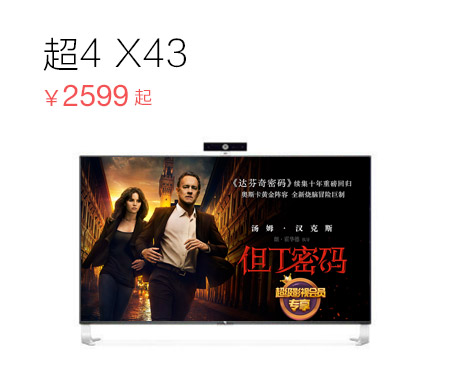 超4 X43
￥2599 起
《达芬奇密码》续集十年重磅回归
奥斯卡黄金阵容 全新烧脑冒险巨制
汤姆·汉克斯
但丁密码
超级影视会员
专享